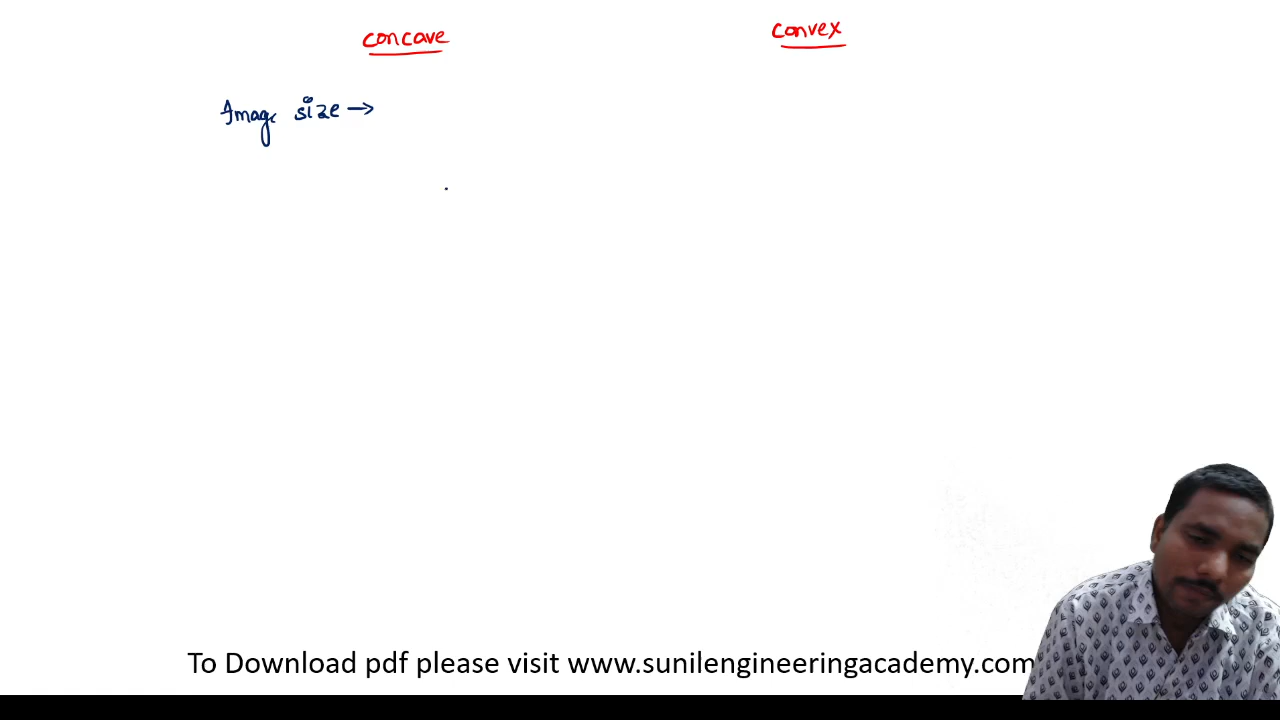 concave convex
Image size →
To Download pdf please visit www.sunilengineeringacademy.com